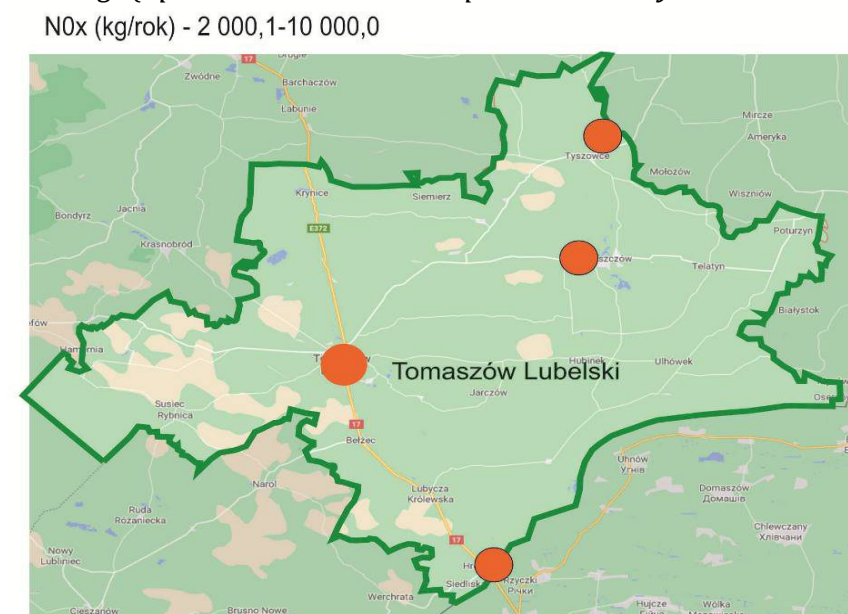 N0x (kg/rok) - 2 000,1-10 000,0
17
Zwódne
Barchaczów
Łabunie
Mircze
Ameryka
Tyszowce
Mołożów
Krynice
Siemierz
Wiszniów
Bondyrz
Jacnia
E372
Poturzyn
Krasnobród
szczów
Telatyn
Białystok
Tomaszów Lubelski
Hubinek
Ulhówek
Jarczów
Susiec
Rybnica
17
Bełżec
Uhnów
Угнів
Narol
Lubycza
Królewska
Domaszów
Домашів
Ruda
Różaniecka
Chlewczany
Хлівчани
17
Nowy
Lubliniec
Siedlisk
Rzyczki
Річки
Werchrata
Hujcze
Wólka
Cieszanów
Brusno Nowe